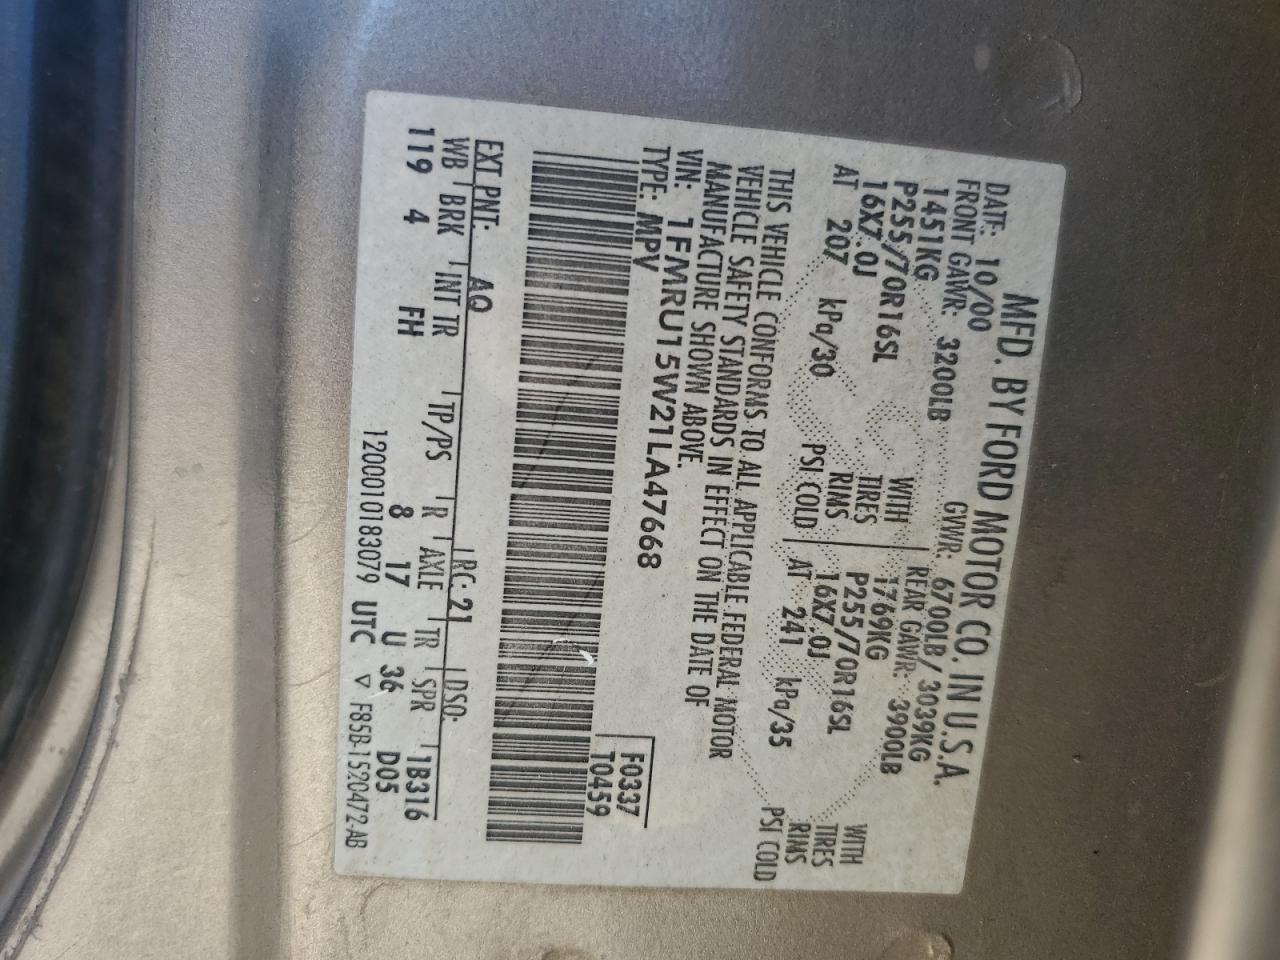 MFD. BY FORD MOTOR CO. IN U.S.A.
DATE: 10/00 GVWR: 6700LB/ 3039KG
FRONT GAWR: 3200LB REAR GAWR: 3900LB
1451KG WITH 1769KG WITH
P255/70R16SL TIRES P255/70R16SL TIRES
16X7.0J RIMS 16X7.0J RIMS
AT 207 kPa/30 PSI COLD AT 241 kPa/35 PSI COLD
THIS VEHICLE CONFORMS TO ALL APPLICABLE FEDERAL MOTOR
VEHICLE SAFETY STANDARDS IN EFFECT ON THE DATE OF
MANUFACTURE SHOWN ABOVE.
VIN: 1FMRU15W21LA47668
TYPE: MPV
F0337
T0459
EXT PNT: AQ RC: 21 DSO:
WB BRK INT TR TP/PS R AXLE TR SPR 1B316
119 4 FH 8 17 U 36 D05
1200010183079 UTC ▽ F85B-1520472-AB